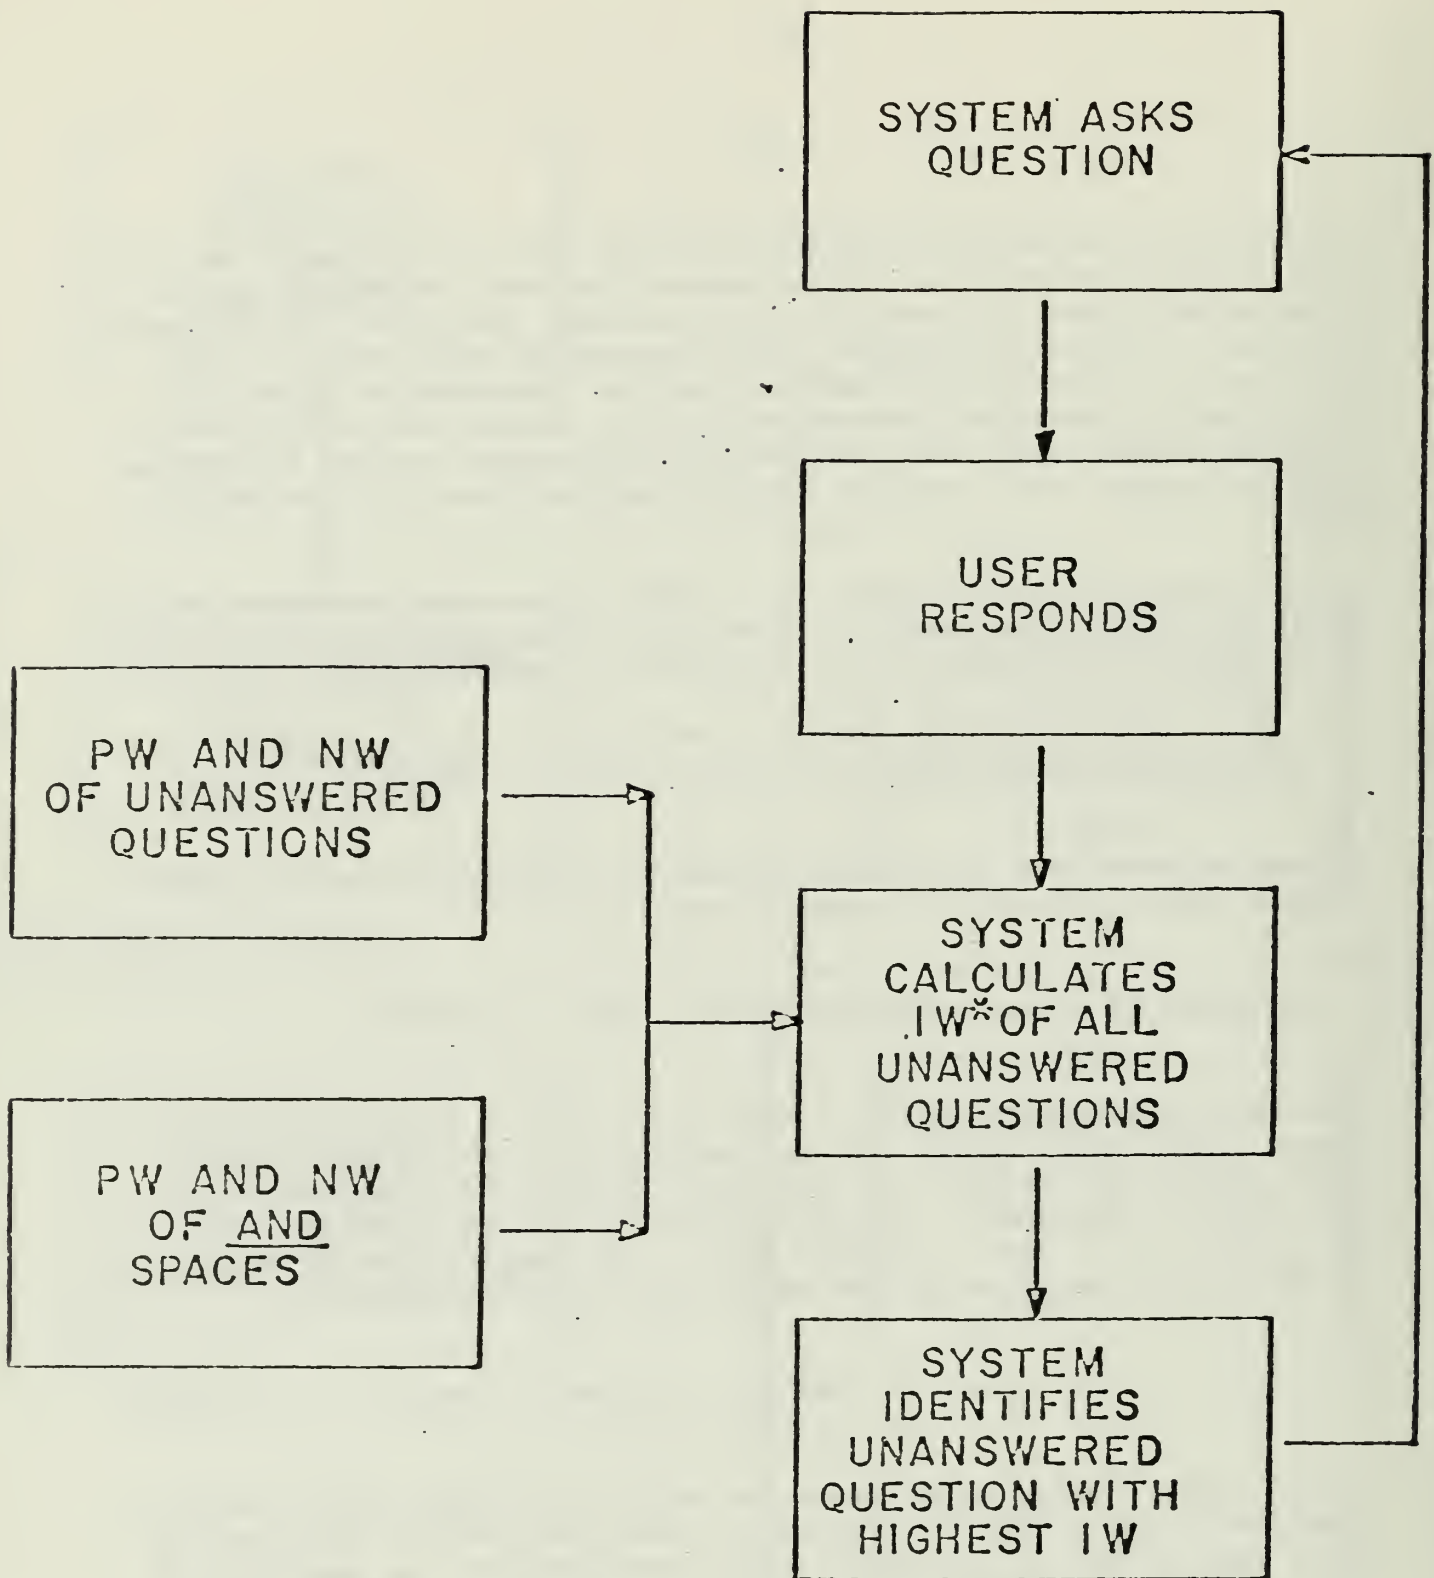 SYSTEM ASKS
QUESTION
USER
RESPONDS
PW AND NW
OF UNANSWERED
QUESTIONS
SYSTEM
CALCULATES
IW* OF ALL
UNANSWERED
QUESTIONS
PW AND NW
OF AND
SPACES
SYSTEM
IDENTIFIES
UNANSWERED
QUESTION WITH
HIGHEST IW